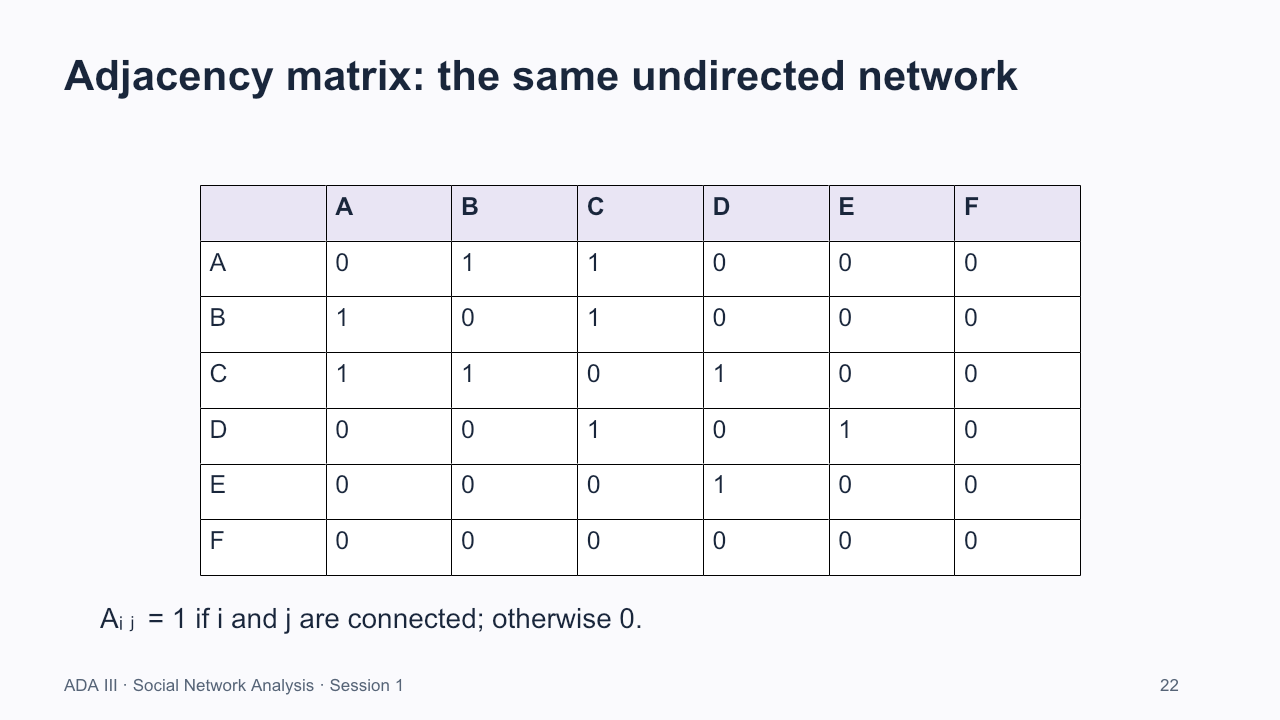 Adjacency matrix: the same undirected network
A B C D E F
A 0 1 1 0 0 0
B 1 0 1 0 0 0
C 1 1 0 1 0 0
D 0 0 1 0 1 0
E 0 0 0 1 0 0
F 0 0 0 0 0 0
Aᵢ ⱼ = 1 if i and j are connected; otherwise 0.
ADA III · Social Network Analysis · Session 1
22